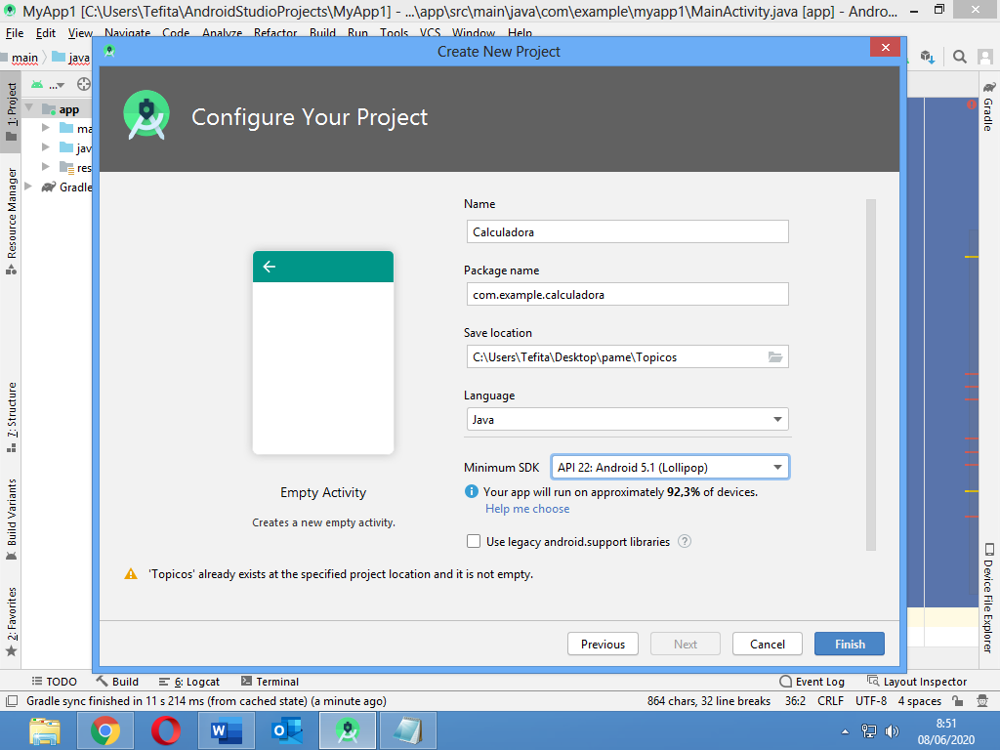 MyApp1 [C:\Users\Tefita\AndroidStudioProjects\MyApp1] - ...\app\src\main\java\com\example\myapp1\MainActivity.java [app] - Andro...
File Edit View Navigate Code Analyze Refactor Build Run Tools VCS Window Help
main java
Create New Project
Configure Your Project
1: Project
Resource Manager
7: Structure
Build Variants
2: Favorites
...
app
ma
jav
res
Gradle
Name
Calculadora
Package name
com.example.calculadora
Save location
C:\Users\Tefita\Desktop\pame\Topicos
Language
Java
Minimum SDK API 22: Android 5.1 (Lollipop)
i Your app will run on approximately 92,3% of devices.
Help me choose
Use legacy android.support libraries ?
Empty Activity
Creates a new empty activity.
'Topicos' already exists at the specified project location and it is not empty.
Previous Next Cancel Finish
Gradle
Device File Explorer
TODO Build 6: Logcat Terminal Event Log Layout Inspector
Gradle sync finished in 11 s 214 ms (from cached state) (a minute ago) 864 chars, 32 line breaks 36:2 CRLF UTF-8 4 spaces
8:51
08/06/2020